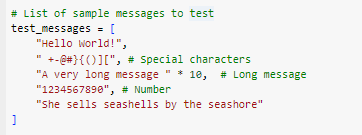 # List of sample messages to test
test_messages = [
    "Hello World!",
    " +-@#}{()][", # Special characters
    "A very long message " * 10,  # Long message
    "1234567890", # Number
    "She sells seashells by the seashore"
]